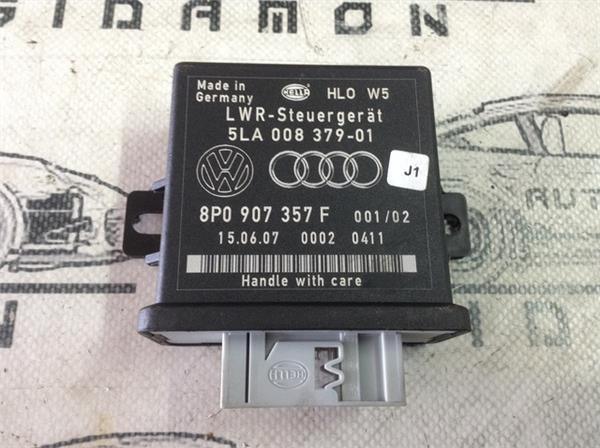 GIDAMON
Made in Germany HELLA HLO W5
LWR-Steuergerät
5LA 008 379-01
J1
8P0 907 357 F 001/02
15.06.07 0002 0411
Handle with care
HELLA